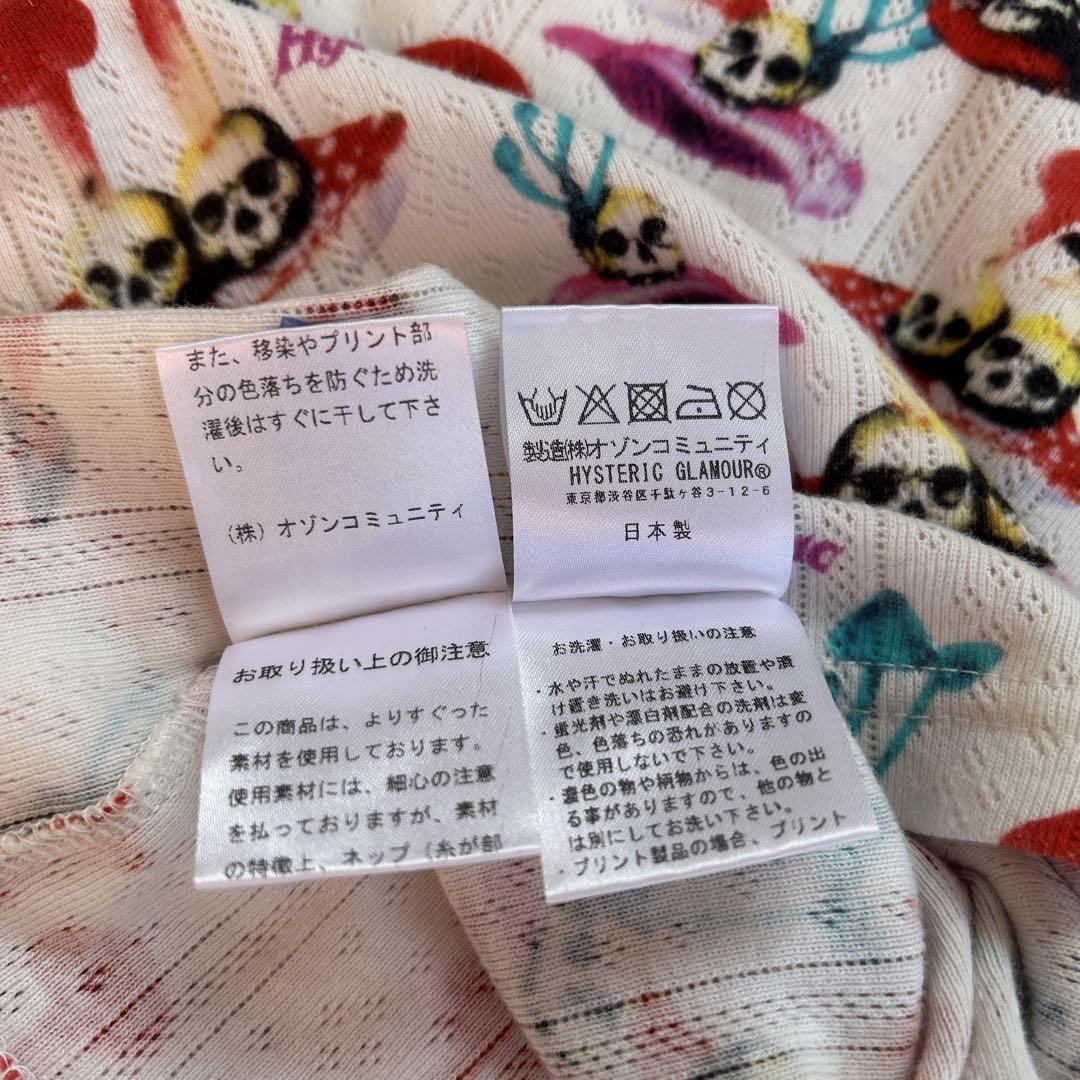 Hy
また、移染やプリント部
分の色落ちを防ぐため洗
濯後はすぐに干して下さ
い。
(株) オゾンコミュニティ
お取り扱い上の御注意
この商品は、よりすぐった
素材を使用しております。
使用素材には、細心の注意
を払っておりますが、素材
の特徴上、ネップ（糸が部
製造㈱オゾンコミュニティ
HYSTERIC GLAMOUR®
東京都渋谷区千駄ヶ谷3-12-6
日本製
お洗濯・お取り扱いの注意
・水や汗でぬれたままの放置や漬
け置き洗いはお避け下さい。
・蛍光剤や漂白剤配合の洗剤は変
色、色落ちの恐れがありますの
で使用しないで下さい。
・濃色の物や柄物からは、色の出
る事がありますので、他の物と
は別にしてお洗い下さい。
・プリント製品の場合、プリント